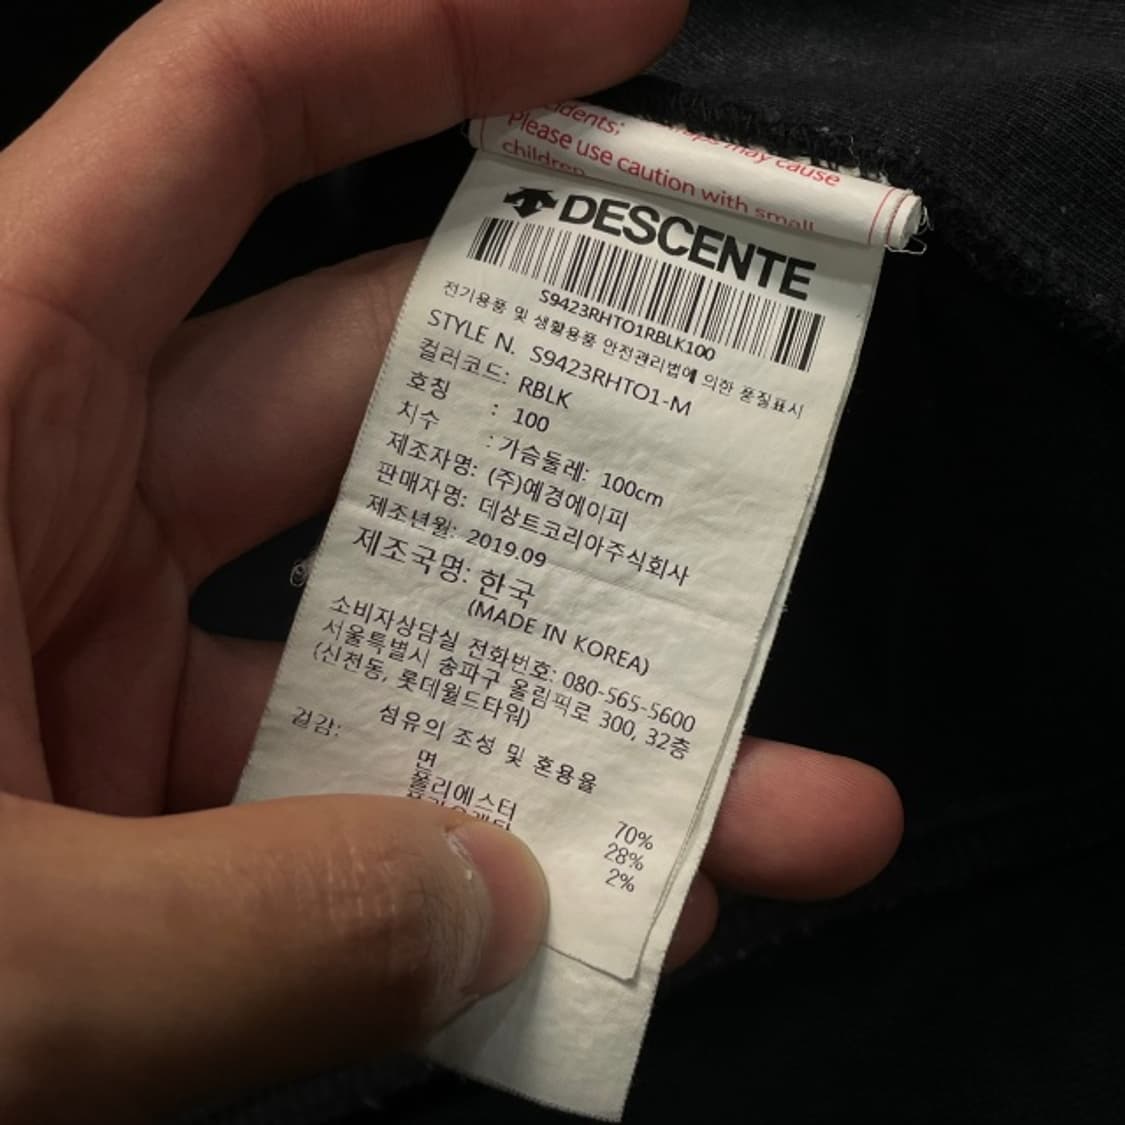 idents;
may cause
Please use caution with small
children
DESCENTE
S9423RHTO1RBLK100
전기용품 및 생활용품 안전관리법에 의한 품질표시
STYLE N. S9423RHTO1-M
컬러코드: RBLK
호칭 : 100
치수 : 가슴둘레: 100cm
제조자명: (주)예경에이피
판매자명: 데상트코리아주식회사
제조년월: 2019.09
제조국명: 한국
(MADE IN KOREA)
소비자상담실 전화번호: 080-565-5600
서울특별시 송파구 올림픽로 300, 32층
(신천동, 롯데월드타워)
섬유의 조성 및 혼용율
겉감:
면 70%
폴리에스터 28%
2%